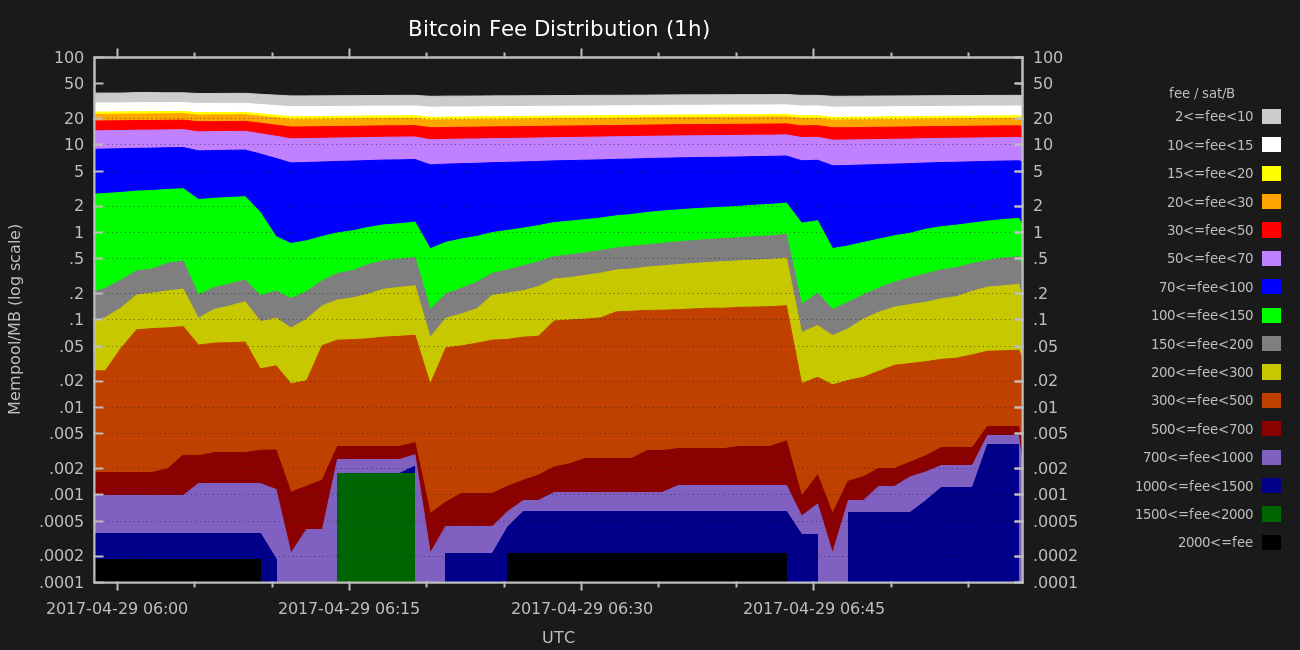 Bitcoin Fee Distribution (1h)
100 100
50 50
20 20
10 10
5 5
2 2
1 1
.5 .5
.2 .2
.1 .1
.05 .05
.02 .02
.01 .01
.005 .005
.002 .002
.001 .001
.0005 .0005
.0002 .0002
.0001 .0001
Mempool/MB (log scale)
2017-04-29 06:00 2017-04-29 06:15 2017-04-29 06:30 2017-04-29 06:45
UTC
fee / sat/B
2<=fee<10
10<=fee<15
15<=fee<20
20<=fee<30
30<=fee<50
50<=fee<70
70<=fee<100
100<=fee<150
150<=fee<200
200<=fee<300
300<=fee<500
500<=fee<700
700<=fee<1000
1000<=fee<1500
1500<=fee<2000
2000<=fee